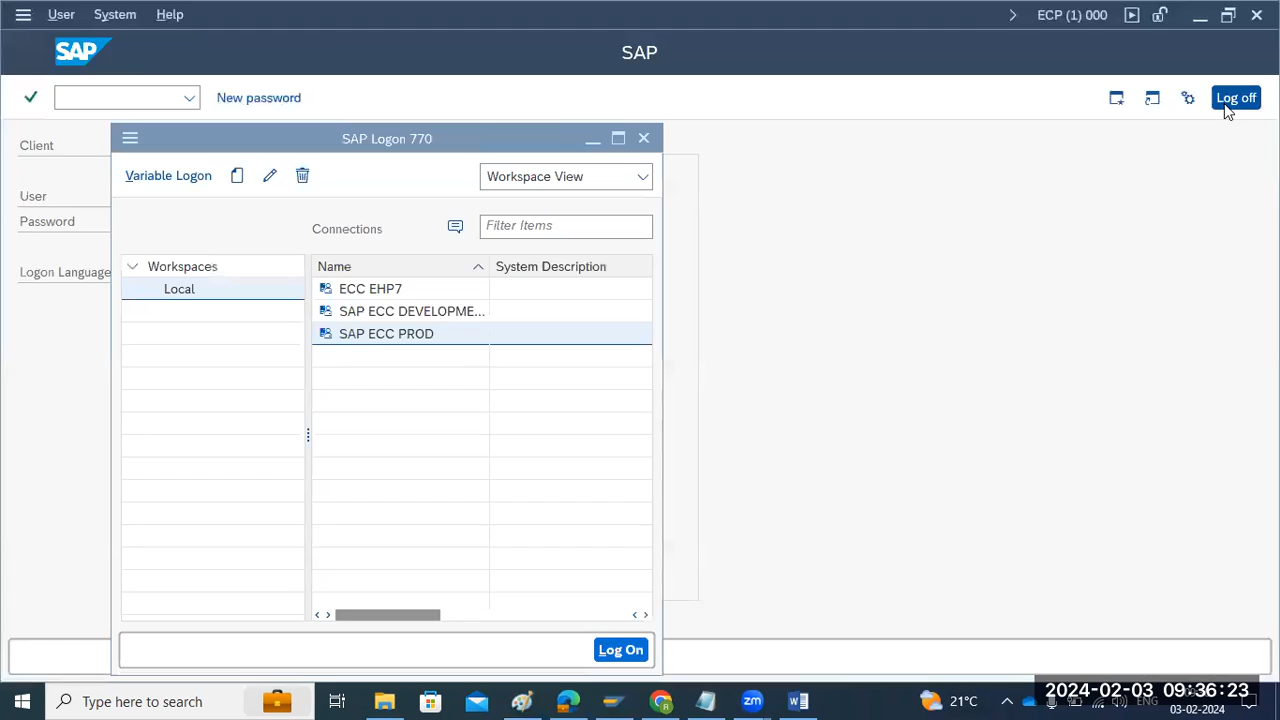 User System Help ECP (1) 000
SAP SAP
New password Log off
Client
User
Password
Logon Language
SAP Logon 770
Variable Logon Workspace View
Connections Filter Items
Workspaces Name System Description
Local ECC EHP7
SAP ECC DEVELOPME...
SAP ECC PROD
Log On
Type here to search 21°C ENG
2024-02-03 09:36:23
03-02-2024